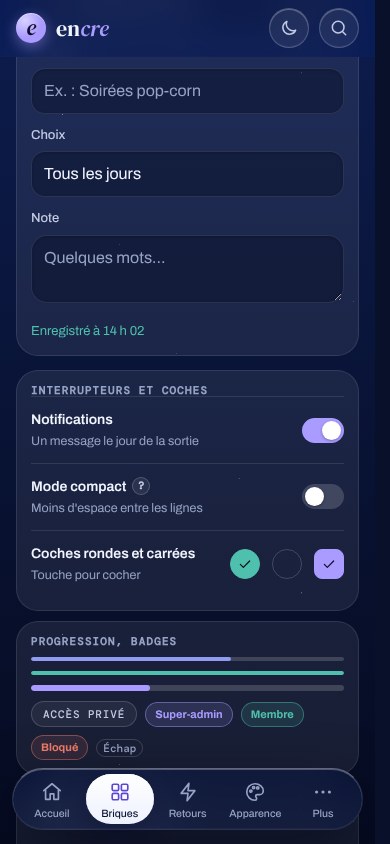 e encre
Ex. : Soirées pop-corn
Choix
Tous les jours
Note
Quelques mots...
Enregistré à 14 h 02
INTERRUPTEURS ET COCHES
Notifications
Un message le jour de la sortie
Mode compact ?
Moins d'espace entre les lignes
Coches rondes et carrées
Touche pour cocher
PROGRESSION, BADGES
ACCÈS PRIVÉ Super-admin Membre
Bloqué Échap
Accueil Briques Retours Apparence Plus